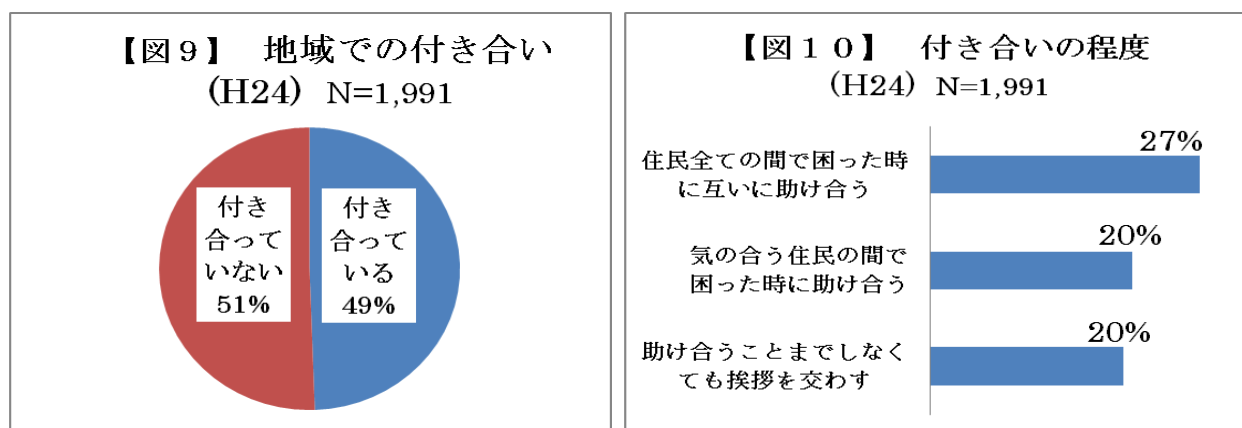 【図９】　地域での付き合い
(H24) N=1,991
付き
合って
いない
51%
付き
合って
いる
49%
【図１０】　付き合いの程度
(H24) N=1,991
住民全ての間で困った時
に互いに助け合う
27%
気の合う住民の間で
困った時に助け合う
20%
助け合うことまでしなく
ても挨拶を交わす
20%